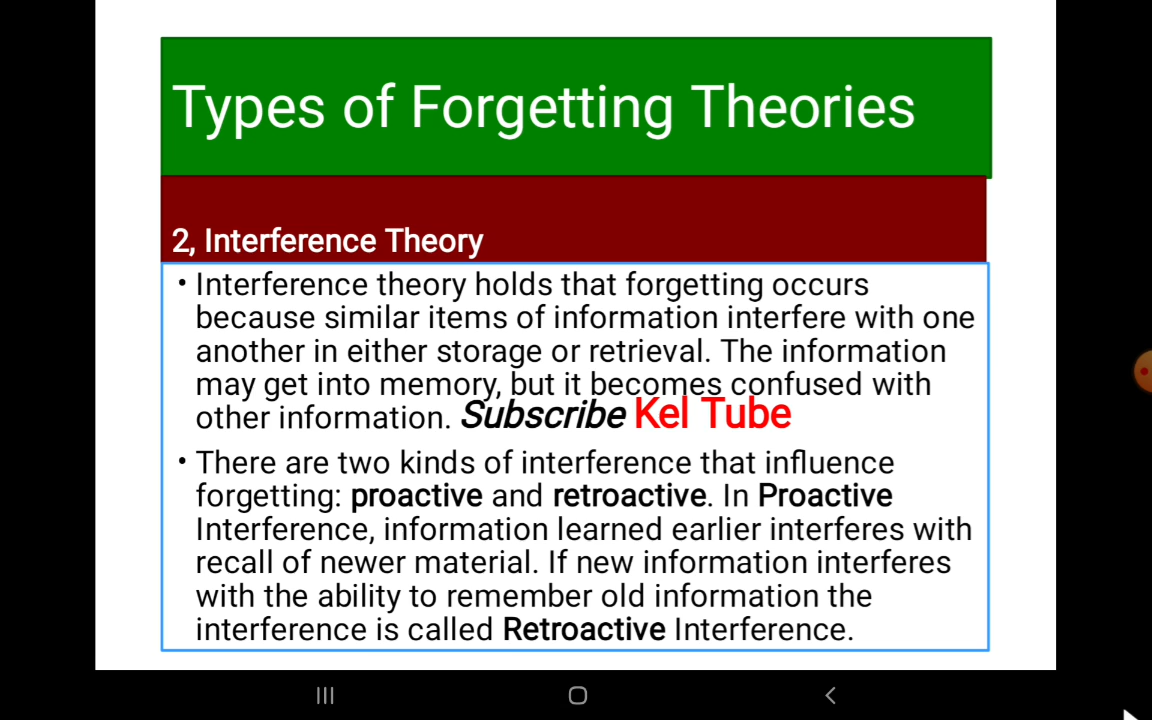 Types of Forgetting Theories
2, Interference Theory
• Interference theory holds that forgetting occurs
because similar items of information interfere with one
another in either storage or retrieval. The information
may get into memory, but it becomes confused with
other information. Subscribe Kel Tube
• There are two kinds of interference that influence
forgetting: proactive and retroactive. In Proactive
Interference, information learned earlier interferes with
recall of newer material. If new information interferes
with the ability to remember old information the
interference is called Retroactive Interference.